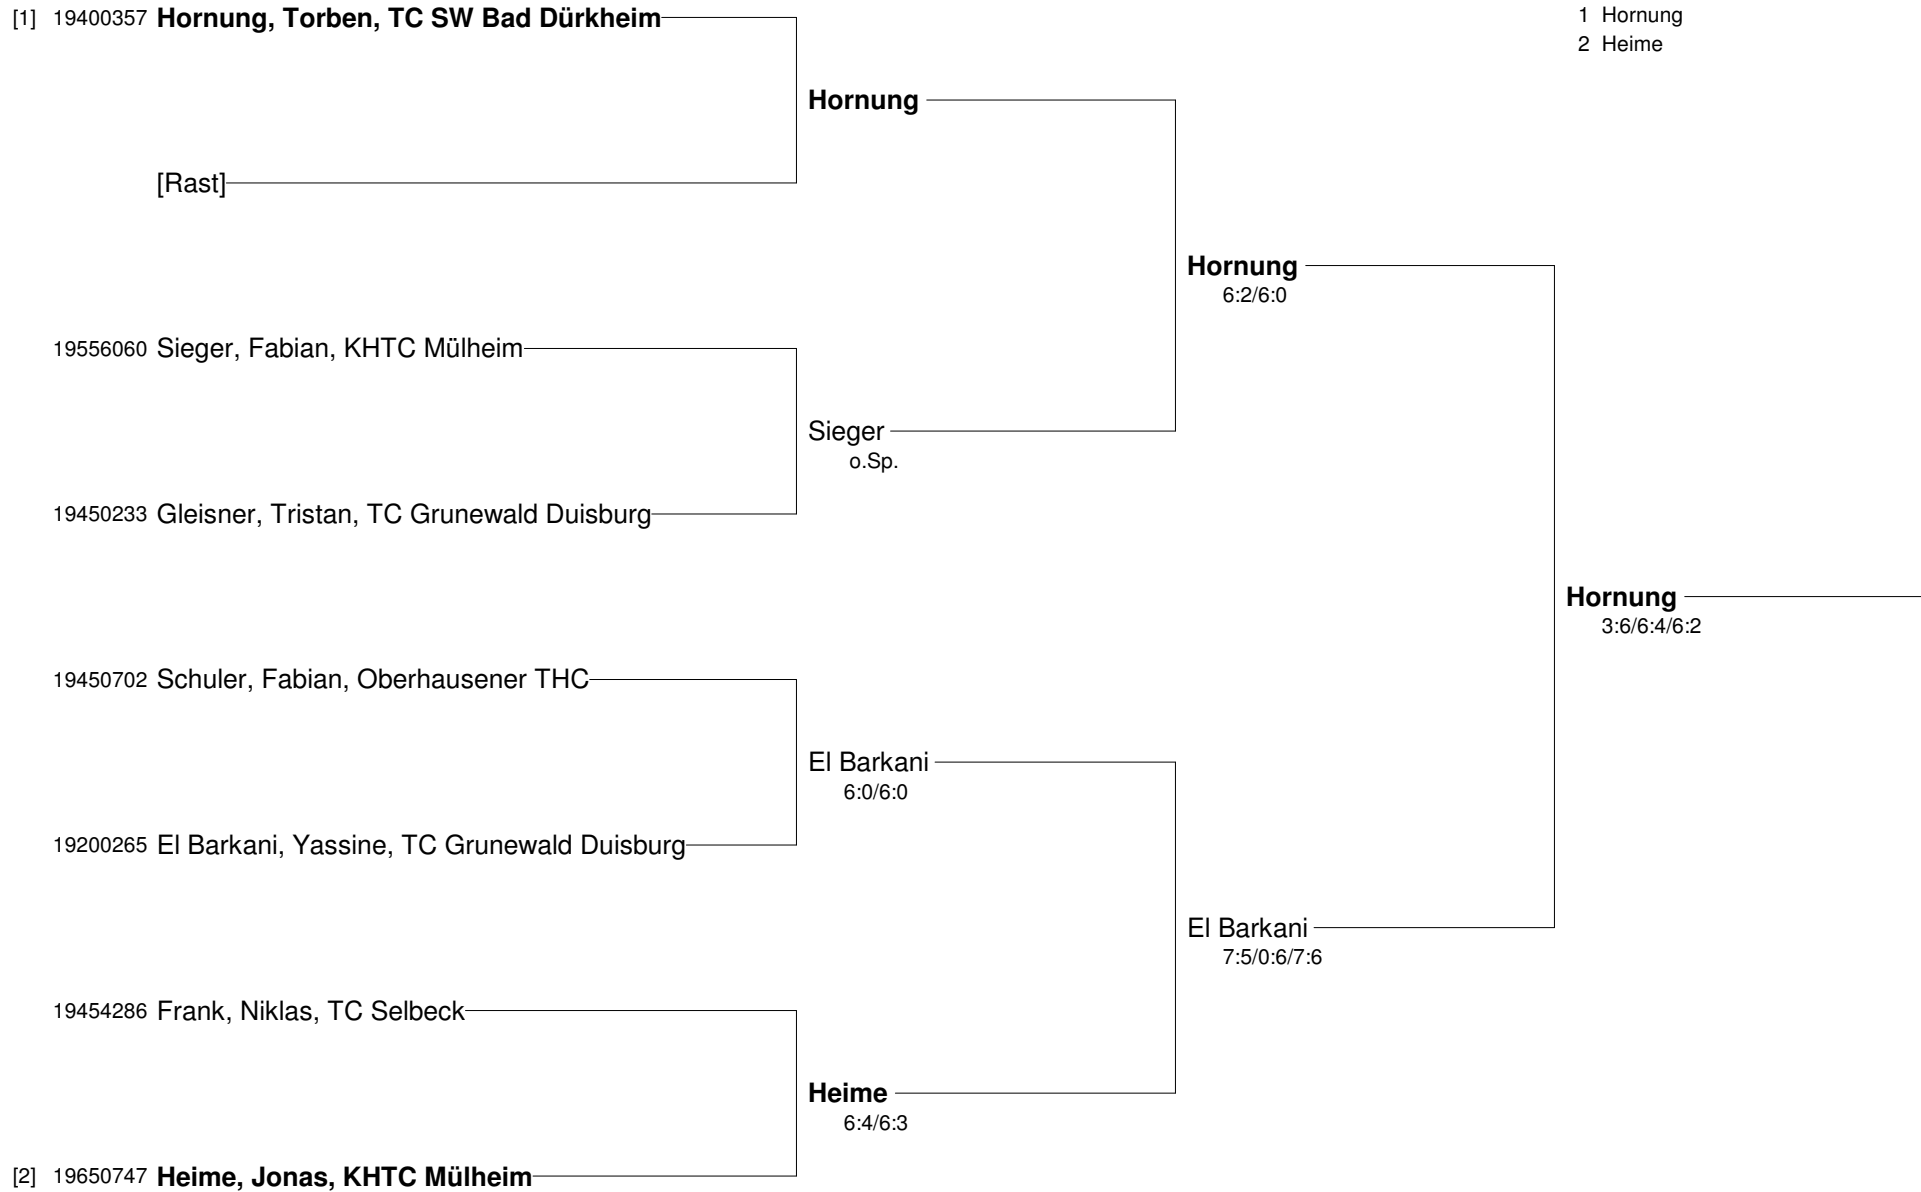 [1] 19400357 Hornung, Torben, TC SW Bad Dürkheim
1 Hornung
2 Heime
Hornung
[Rast]
Hornung
6:2/6:0
19556060 Sieger, Fabian, KHTC Mülheim
Sieger
o.Sp.
19450233 Gleisner, Tristan, TC Grunewald Duisburg
Hornung
3:6/6:4/6:2
19450702 Schuler, Fabian, Oberhausener THC
El Barkani
6:0/6:0
19200265 El Barkani, Yassine, TC Grunewald Duisburg
El Barkani
7:5/0:6/7:6
19454286 Frank, Niklas, TC Selbeck
Heime
6:4/6:3
[2] 19650747 Heime, Jonas, KHTC Mülheim